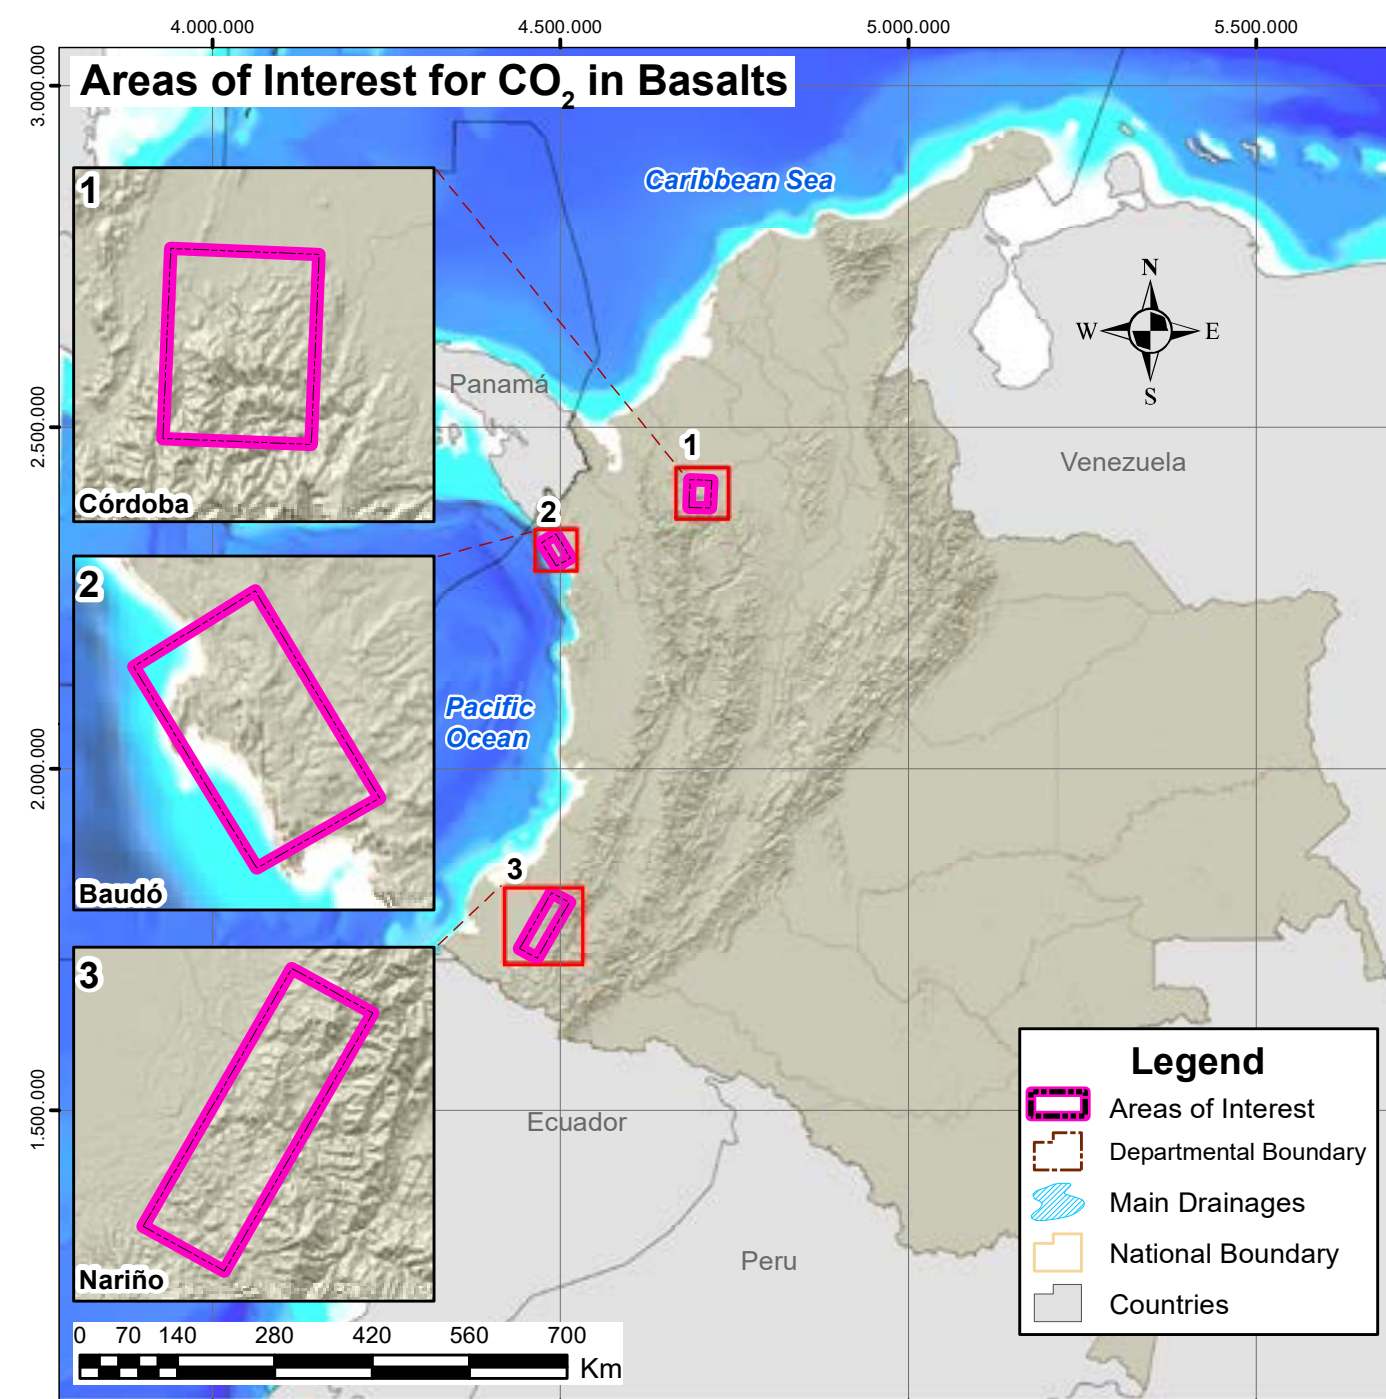 4.000.000 4.500.000 5.000.000 5.500.000
3.000.000
2.500.000
2.000.000
1.500.000
Areas of Interest for CO2 in Basalts
Caribbean Sea
1
Córdoba
2
Baudó
3
Nariño
Panamá
1
2
3
Venezuela
Pacific
Ocean
Ecuador
Peru
N
W E
S
Legend
Areas of Interest
Departmental Boundary
Main Drainages
National Boundary
Countries
0 70 140 280 420 560 700
Km